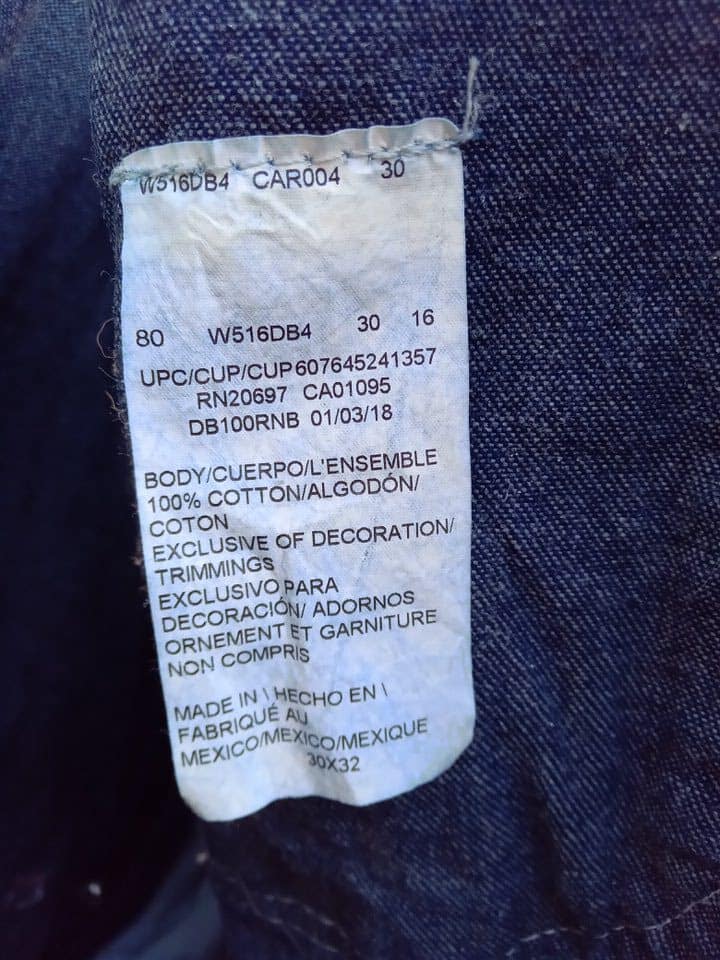 W516DB4 CAR004 30
80 W516DB4 30 16
UPC/CUP/CUP607645241357
RN20697 CA01095
DB100RNB 01/03/18
BODY/CUERPO/L'ENSEMBLE
100% COTTON/ALGODÓN/
COTON
EXCLUSIVE OF DECORATION/
TRIMMINGS
EXCLUSIVO PARA
DECORACIÓN/ ADORNOS
ORNEMENT ET GARNITURE
NON COMPRIS
MADE IN \ HECHO EN \
FABRIQUÉ AU
MEXICO/MEXICO/MEXIQUE
30X32